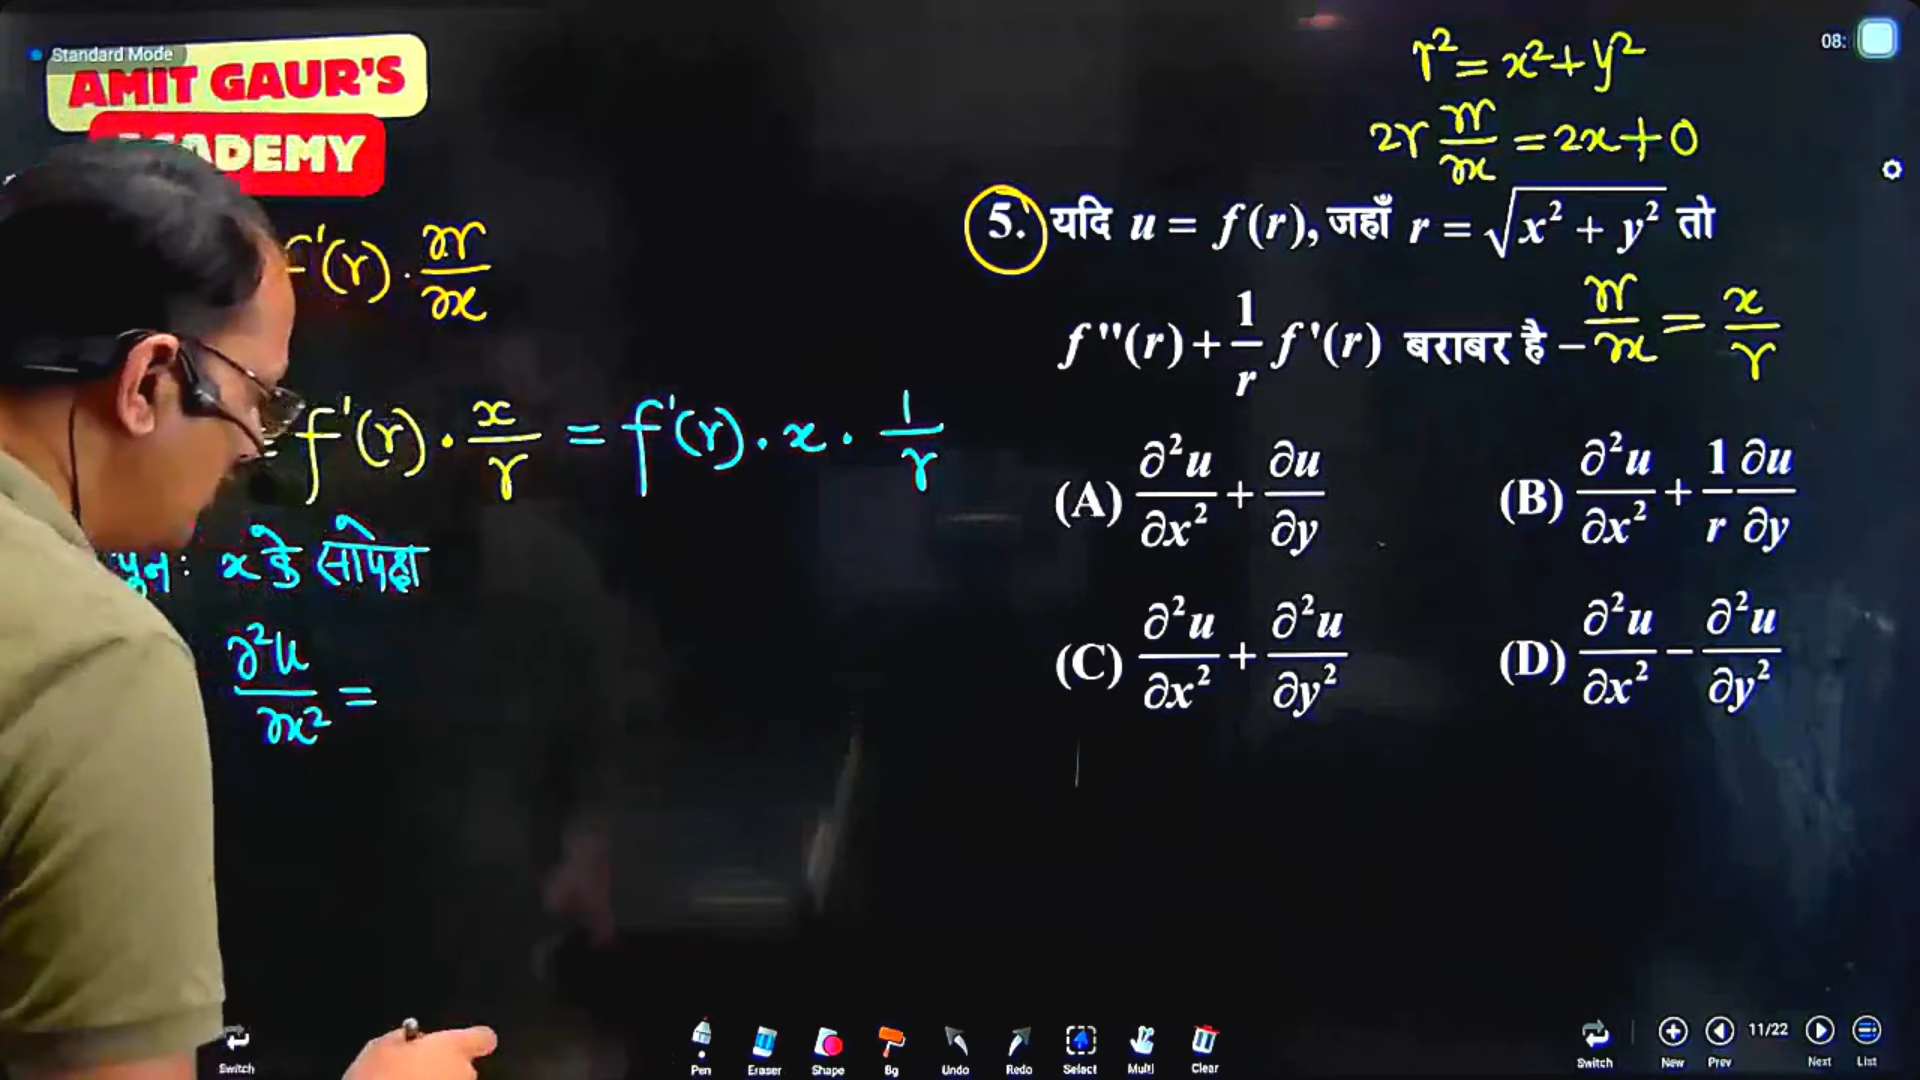 Standard Mode
AMIT GAUR'S
ADEMY
08:
r² = x² + y²
2r ∂r/∂x = 2x + 0
5. यदि u = f(r), जहाँ r = √(x² + y²) तो
f''(r) + 1/r f'(r) बराबर है –
∂r/∂x = x/r
(A) ∂²u/∂x² + ∂u/∂y
(B) ∂²u/∂x² + 1/r ∂u/∂y
(C) ∂²u/∂x² + ∂²u/∂y²
(D) ∂²u/∂x² − ∂²u/∂y²
f'(r) · ∂r/∂x
= f'(r) · x/r = f'(r) · x · 1/r
पुन: x के सापेक्ष
∂²u/∂x² =
Switch
Pen
Eraser
Shape
Bg
Undo
Redo
Select
Multi
Clear
Switch
New
Prev
11/22
Next
List